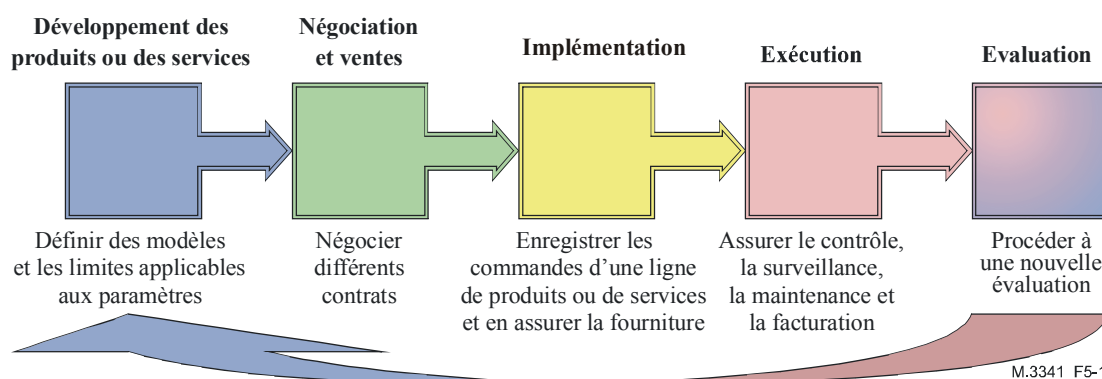 Développement des
produits ou des services
Négociation
et ventes
Implémentation
Exécution
Evaluation
Définir des modèles
et les limites applicables
aux paramètres
Négocier
différents
contrats
Enregistrer les
commandes d'une ligne
de produits ou de services
et en assurer la fourniture
Assurer le contrôle,
la surveillance,
la maintenance et
la facturation
Procéder à
une nouvelle
évaluation
M.3341_F5-1